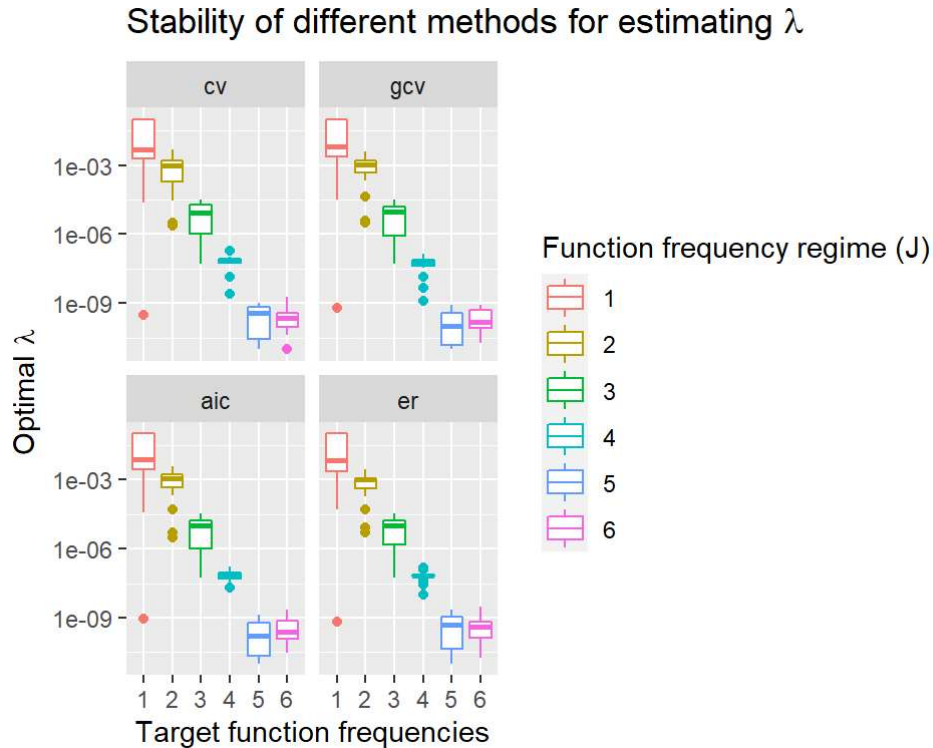 Stability of different methods for estimating λ
cv
gcv
1e-03
1e-06
1e-09
aic
er
1e-03
1e-06
1e-09
1 2 3 4 5 6
1 2 3 4 5 6
Target function frequencies
Optimal λ
Function frequency regime (J)
1
2
3
4
5
6